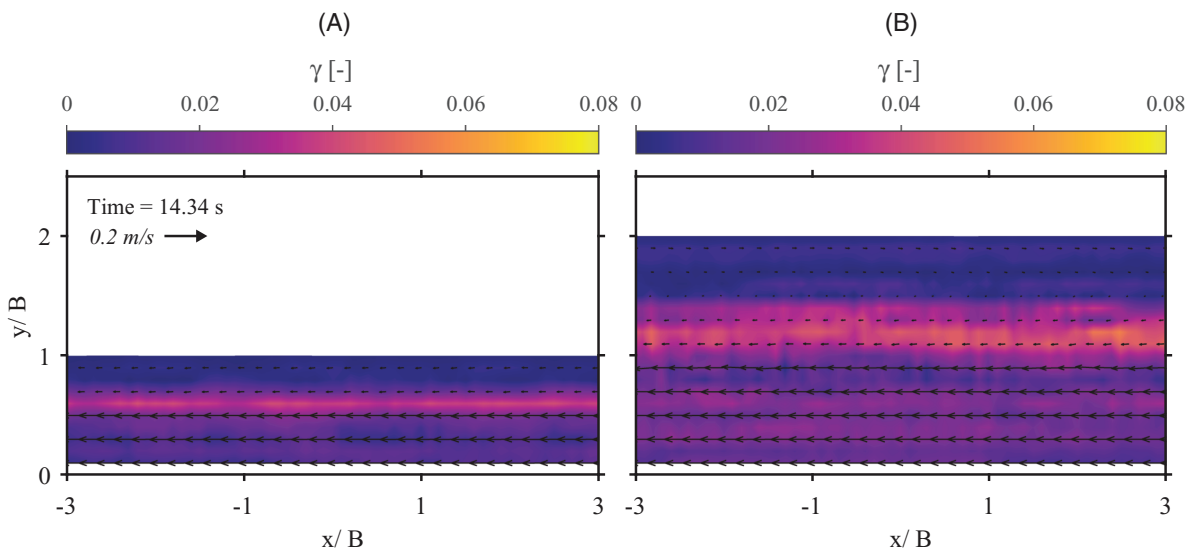 (A)
γ [-]
0 0.02 0.04 0.06 0.08
Time = 14.34 s
0.2 m/s
2
1
0
y/ B
-3 -1 1 3
x/ B
(B)
γ [-]
0 0.02 0.04 0.06 0.08
-3 -1 1 3
x/ B